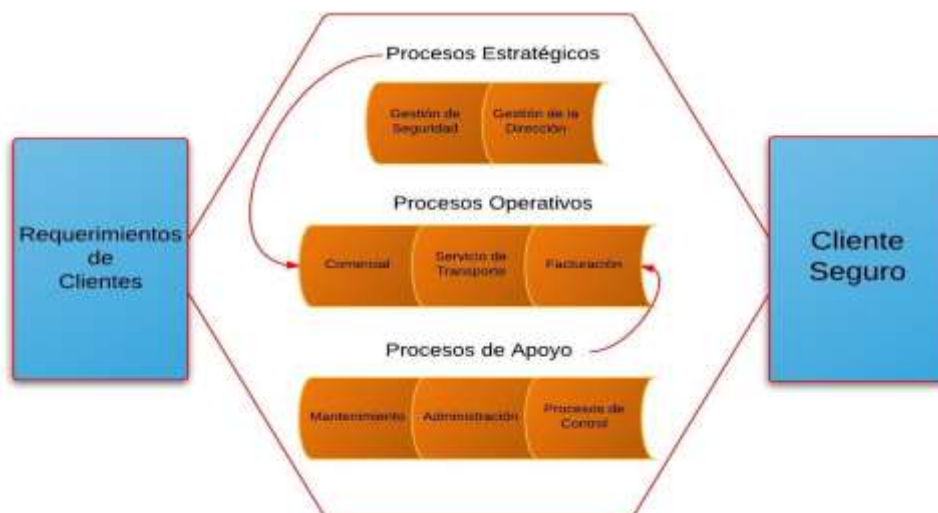 Procesos Estratégicos
Gestión de
Seguridad
Gestión de la
Dirección
Requerimientos
de
Clientes
Procesos Operativos
Comercial
Servicio de
Transporte
Facturación
Cliente
Seguro
Procesos de Apoyo
Mantenimiento
Administración
Procesos de
Control